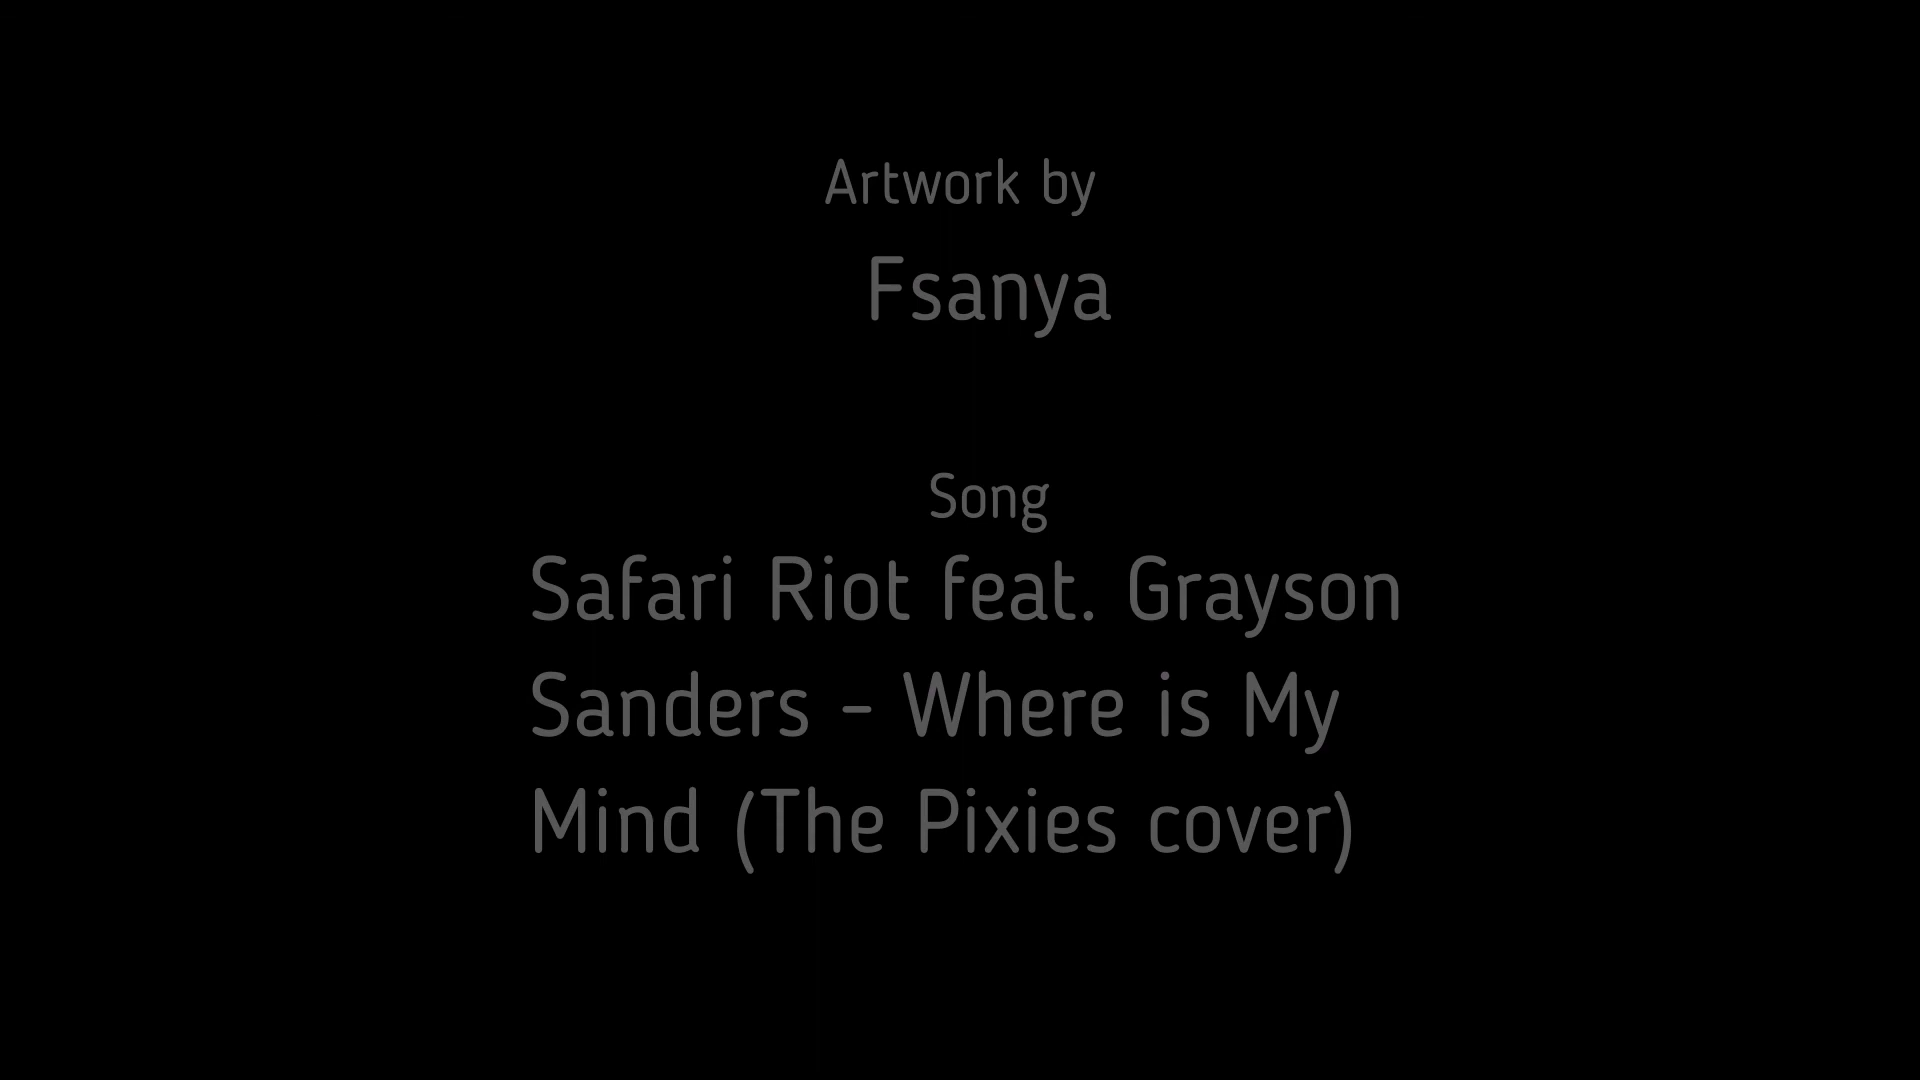 Artwork by
Fsanya
Song
Safari Riot feat. Grayson
Sanders - Where is My
Mind (The Pixies cover)